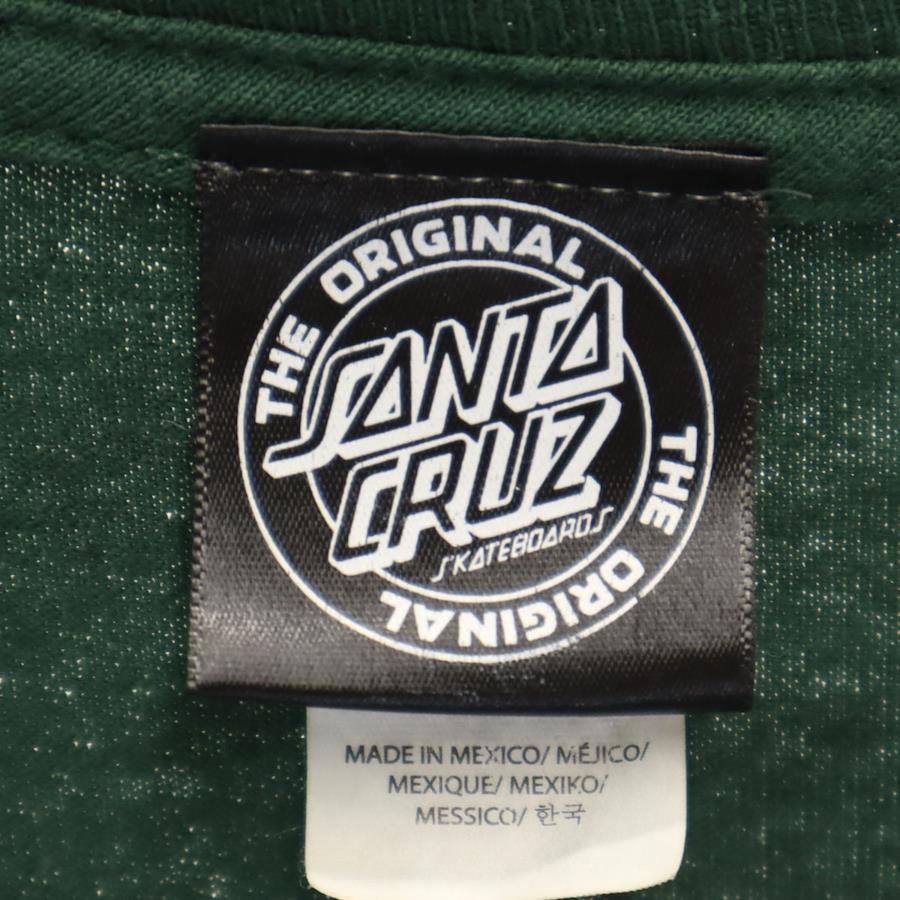 THE ORIGINAL
SANTA
CRUZ
SKATEBOARDS
THE ORIGINAL
MADE IN MEXICO/ MÉJICO/
MEXIQUE/ MEXIKO/
MESSICO/ 한국